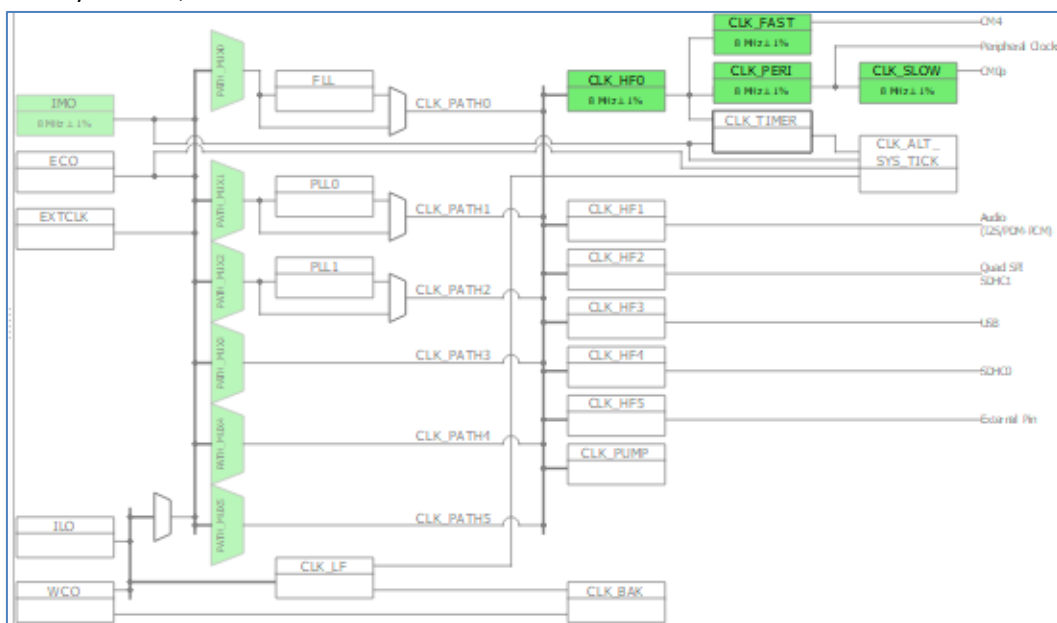 CLK_FAST
8 MHz ± 1%
CM4
Peripheral Clock
PATH_MUX0
FLL
CLK_PATH0
CLK_HF0
8 MHz ± 1%
CLK_PERI
8 MHz ± 1%
CLK_SLOW
8 MHz ± 1%
CM0p
IMO
8 MHz ± 1%
CLK_TIMER
CLK_ALT_
SYS_TICK
ECO
PATH_MUX1
PLL0
CLK_PATH1
EXTCLK
CLK_HF1
Audio
(I2S/PDM-PCM)
PATH_MUX2
PLL1
CLK_PATH2
CLK_HF2
Quad SPI
SDHC1
CLK_HF3
USB
PATH_MUX3
CLK_PATH3
CLK_HF4
SDHC0
CLK_HF5
External Pin
PATH_MUX4
CLK_PATH4
CLK_PUMP
PATH_MUX5
CLK_PATH5
ILO
CLK_LF
WCO
CLK_BAK